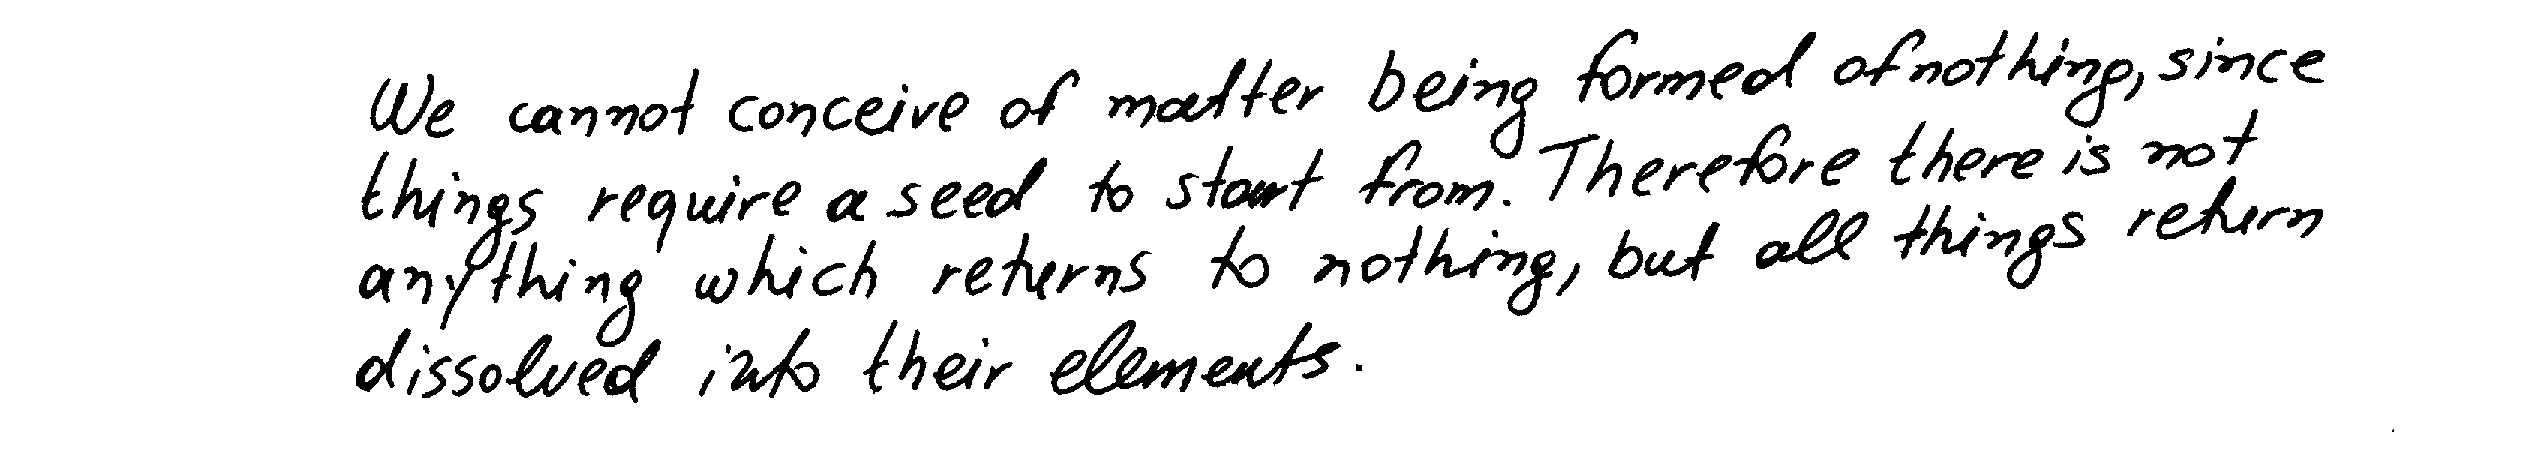 We cannot conceive of matter being formed of nothing, since
things require a seed to start from. Therefore there is not
anything which returns to nothing, but all things return
dissolved into their elements.